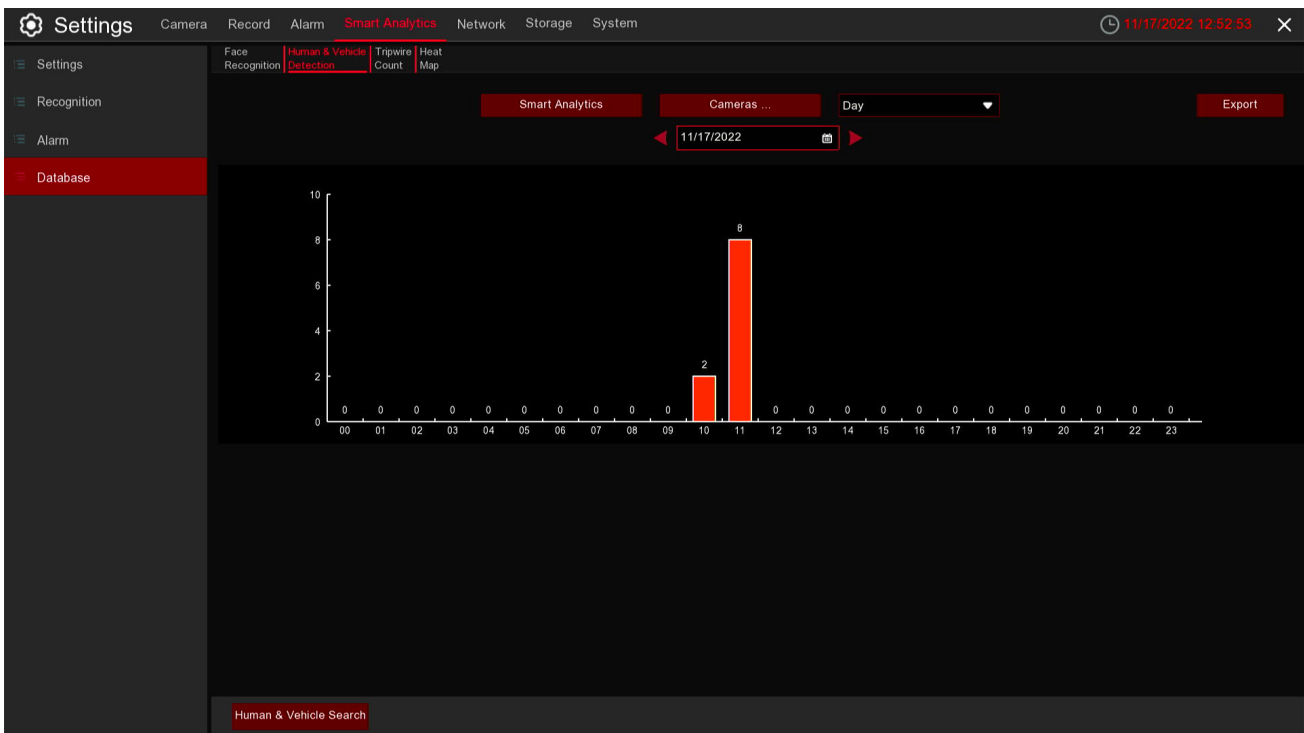 Settings Camera Record Alarm Smart Analytics Network Storage System 11/17/2022 12:52:53
Settings
Recognition
Alarm
Database
Face Human & Vehicle Tripwire Heat
Recognition Detection Count Map
Smart Analytics Cameras ... Day Export
11/17/2022
10
8
6
4
2
0
8
2
0 0 0 0 0 0 0 0 0 0 0 0 0 0 0 0 0 0 0 0 0 0
00 01 02 03 04 05 06 07 08 09 10 11 12 13 14 15 16 17 18 19 20 21 22 23
Human & Vehicle Search